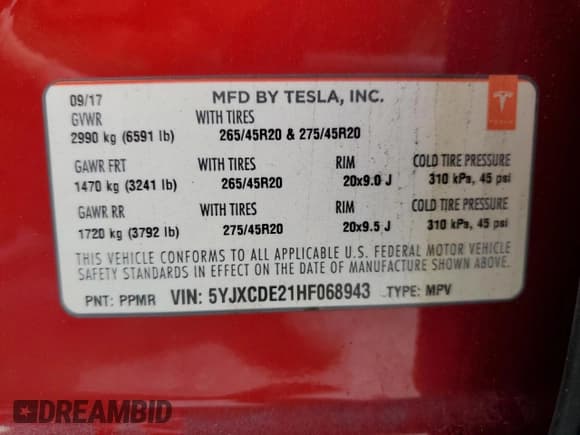 09/17 MFD BY TESLA, INC.
GVWR WITH TIRES
2990 kg (6591 lb) 265/45R20 & 275/45R20
GAWR FRT WITH TIRES RIM COLD TIRE PRESSURE
1470 kg (3241 lb) 265/45R20 20x9.0 J 310 kPs, 45 psi
GAWR RR WITH TIRES RIM COLD TIRE PRESSURE
1720 kg (3792 lb) 275/45R20 20x9.5 J 310 kPs, 45 psi
THIS VEHICLE CONFORMS TO ALL APPLICABLE U.S. FEDERAL MOTOR VEHICLE
SAFETY STANDARDS IN EFFECT ON THE DATE OF MANUFACTURE SHOWN ABOVE.
PNT: PPMR VIN: 5YJXCDE21HF068943 TYPE: MPV
TESLA
DREAMBID